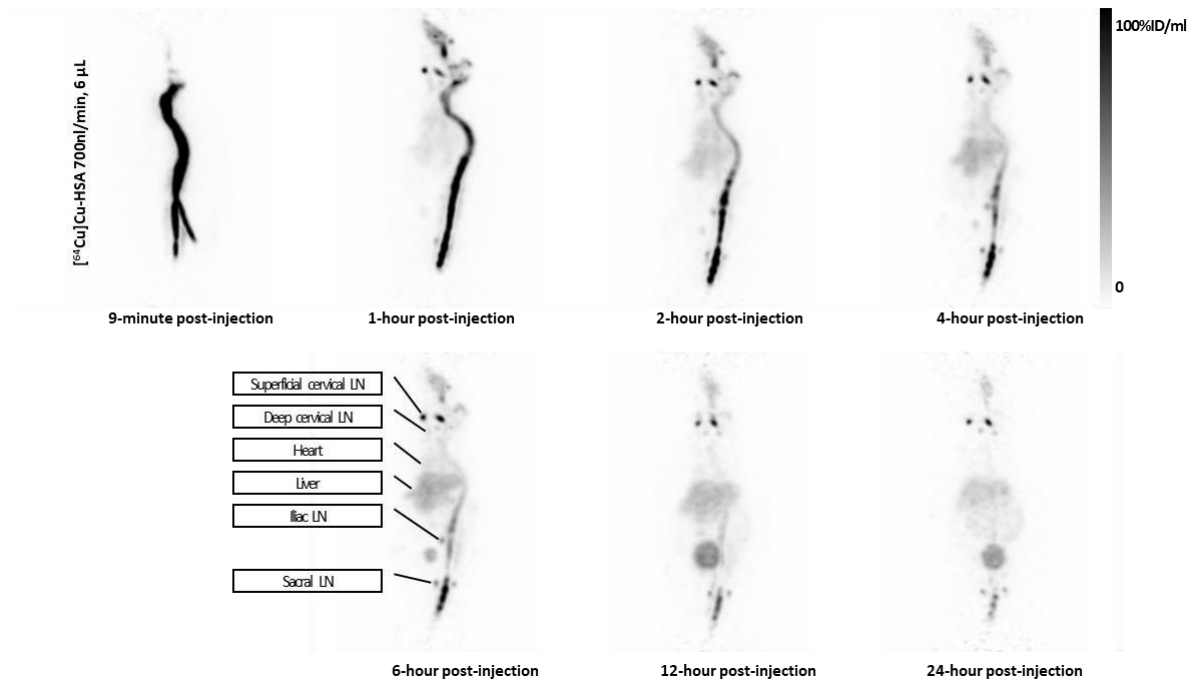 100%ID/ml
[⁶⁴Cu]Cu-HSA 700nl/min, 6 µL
0
9-minute post-injection
1-hour post-injection
2-hour post-injection
4-hour post-injection
Superficial cervical LN
Deep cervical LN
Heart
Liver
Iliac LN
Sacral LN
6-hour post-injection
12-hour post-injection
24-hour post-injection